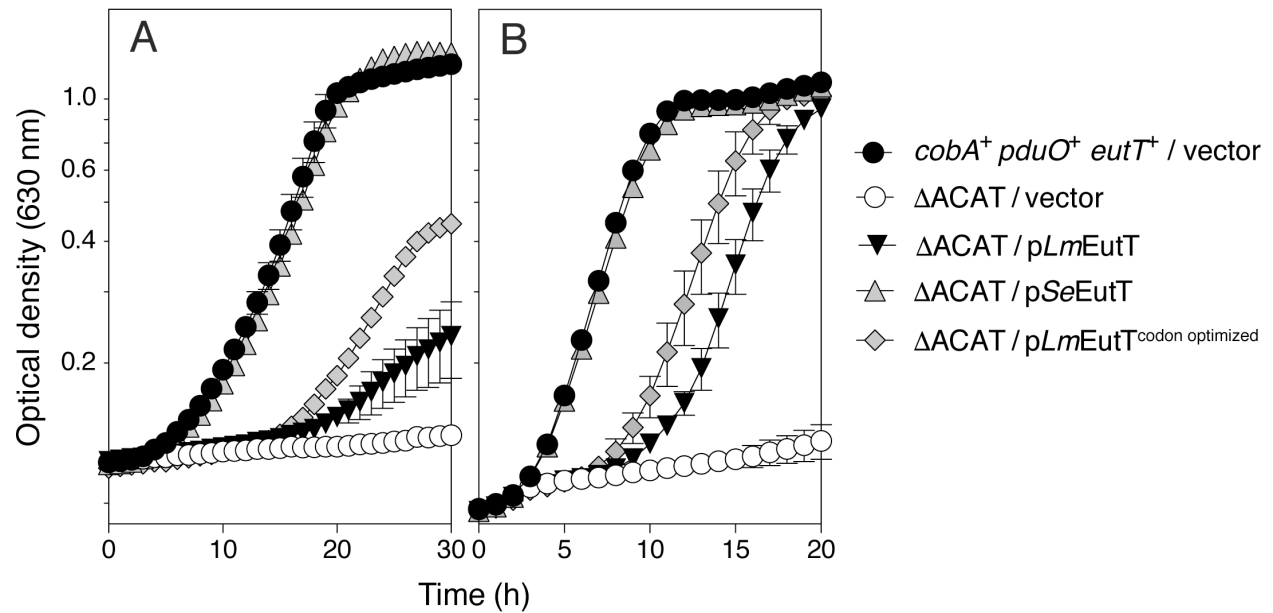 A
B
Optical density (630 nm)
1.0
0.6
0.4
0.2
0 10 20 30
0 5 10 15 20
Time (h)
cobA⁺ pduO⁺ eutT⁺ / vector
ΔACAT / vector
ΔACAT / pLmEutT
ΔACAT / pSeEutT
ΔACAT / pLmEutTcodon optimized